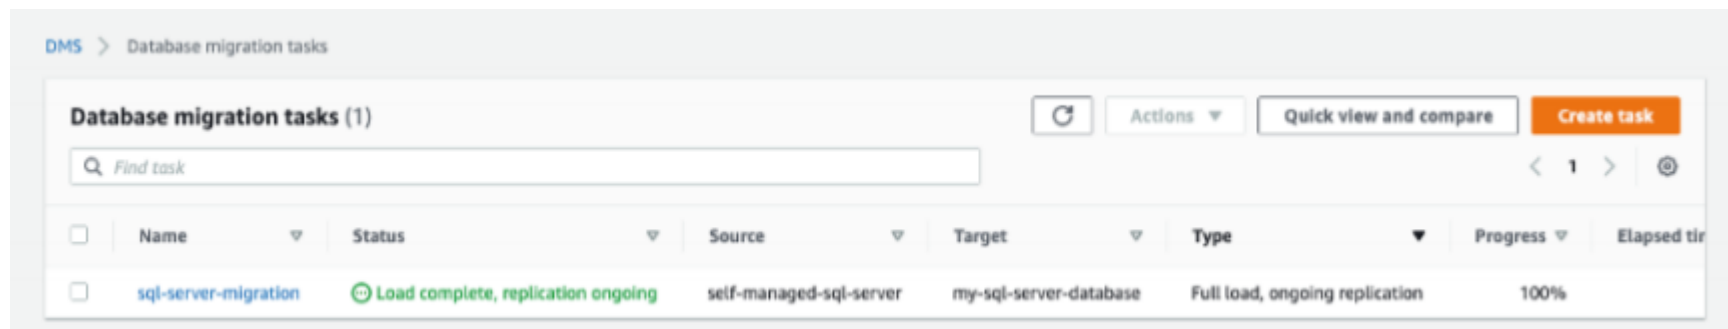 DMS > Database migration tasks
Database migration tasks (1)
Actions
Quick view and compare
Create task
Find task
1
Name Status Source Target Type Progress Elapsed tir
sql-server-migration Load complete, replication ongoing self-managed-sql-server my-sql-server-database Full load, ongoing replication 100%